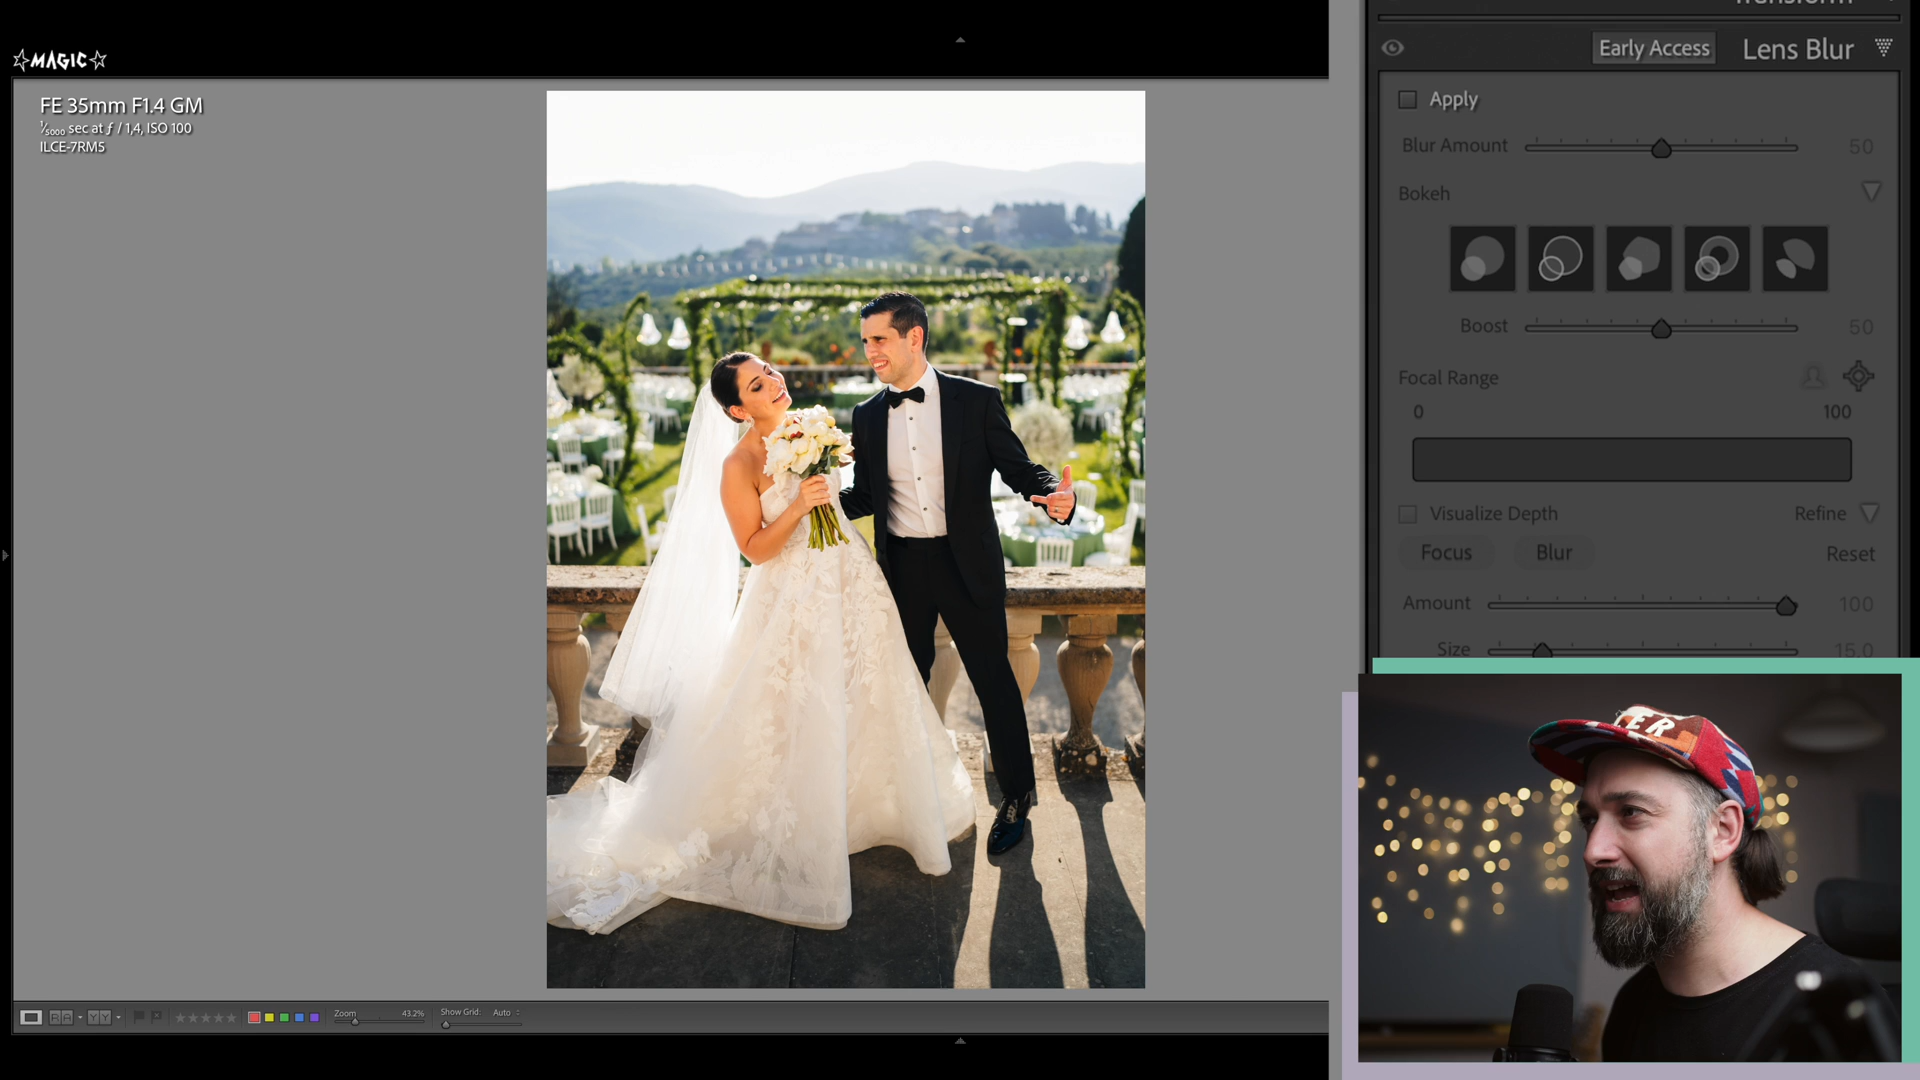 ☆MAGIC☆
FE 35mm F1.4 GM
1/5000 sec at ƒ / 1,4, ISO 100
ILCE-7RM5
Transform
Early Access
Lens Blur
Apply
Blur Amount
50
Bokeh
Boost
50
Focal Range
0
100
Visualize Depth
Refine
Focus
Blur
Reset
Amount
100
Size
15,0
Zoom
43.2%
Show Grid:
Auto